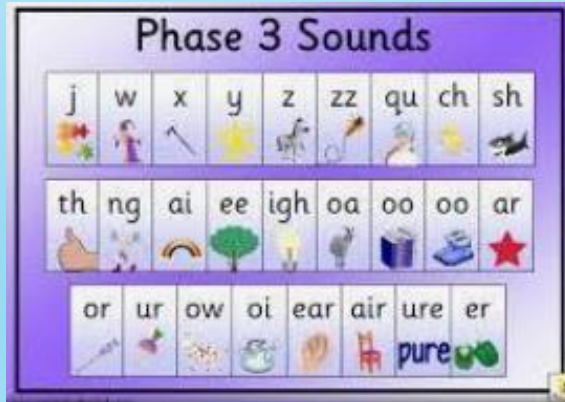 Phase 3 Sounds
j w x y z zz qu ch sh
th ng ai ee igh oa oo oo ar
or ur ow oi ear air ure er
pure